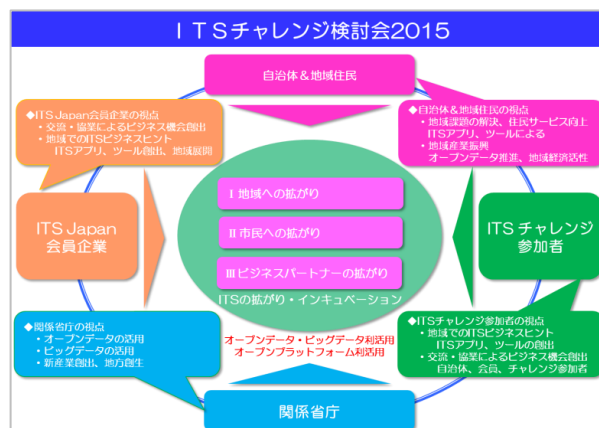 ＩＴＳチャレンジ検討会2015
自治体＆地域住民
◆ITS Japan会員企業の視点
・交流・協業によるビジネス機会創出
・地域でのITSビジネスヒント
ITSアプリ、ツール創出、地域展開
◆自治体＆地域住民の視点
・地域課題の解決、住民サービス向上
ITSアプリ、ツールによる
・地域産業振興
オープンデータ推進、地域経済活性
Ⅰ 地域への拡がり
Ⅱ 市民への拡がり
Ⅲ ビジネスパートナーの拡がり
ITSの拡がり・インキュベーション
ITS Japan
会員企業
ITS チャレンジ
参加者
◆関係省庁の視点
・オープンデータの活用
・ビッグデータの活用
・新産業創出、地方創生
オープンデータ・ビッグデータ利活用
オープンプラットフォーム利活用
◆ITSチャレンジ参加者の視点
・地域でのITSビジネスヒント
ITSアプリ、ツールの創出
・交流・協業によるビジネス機会創出
自治体、会員、チャレンジ参加者
関係省庁